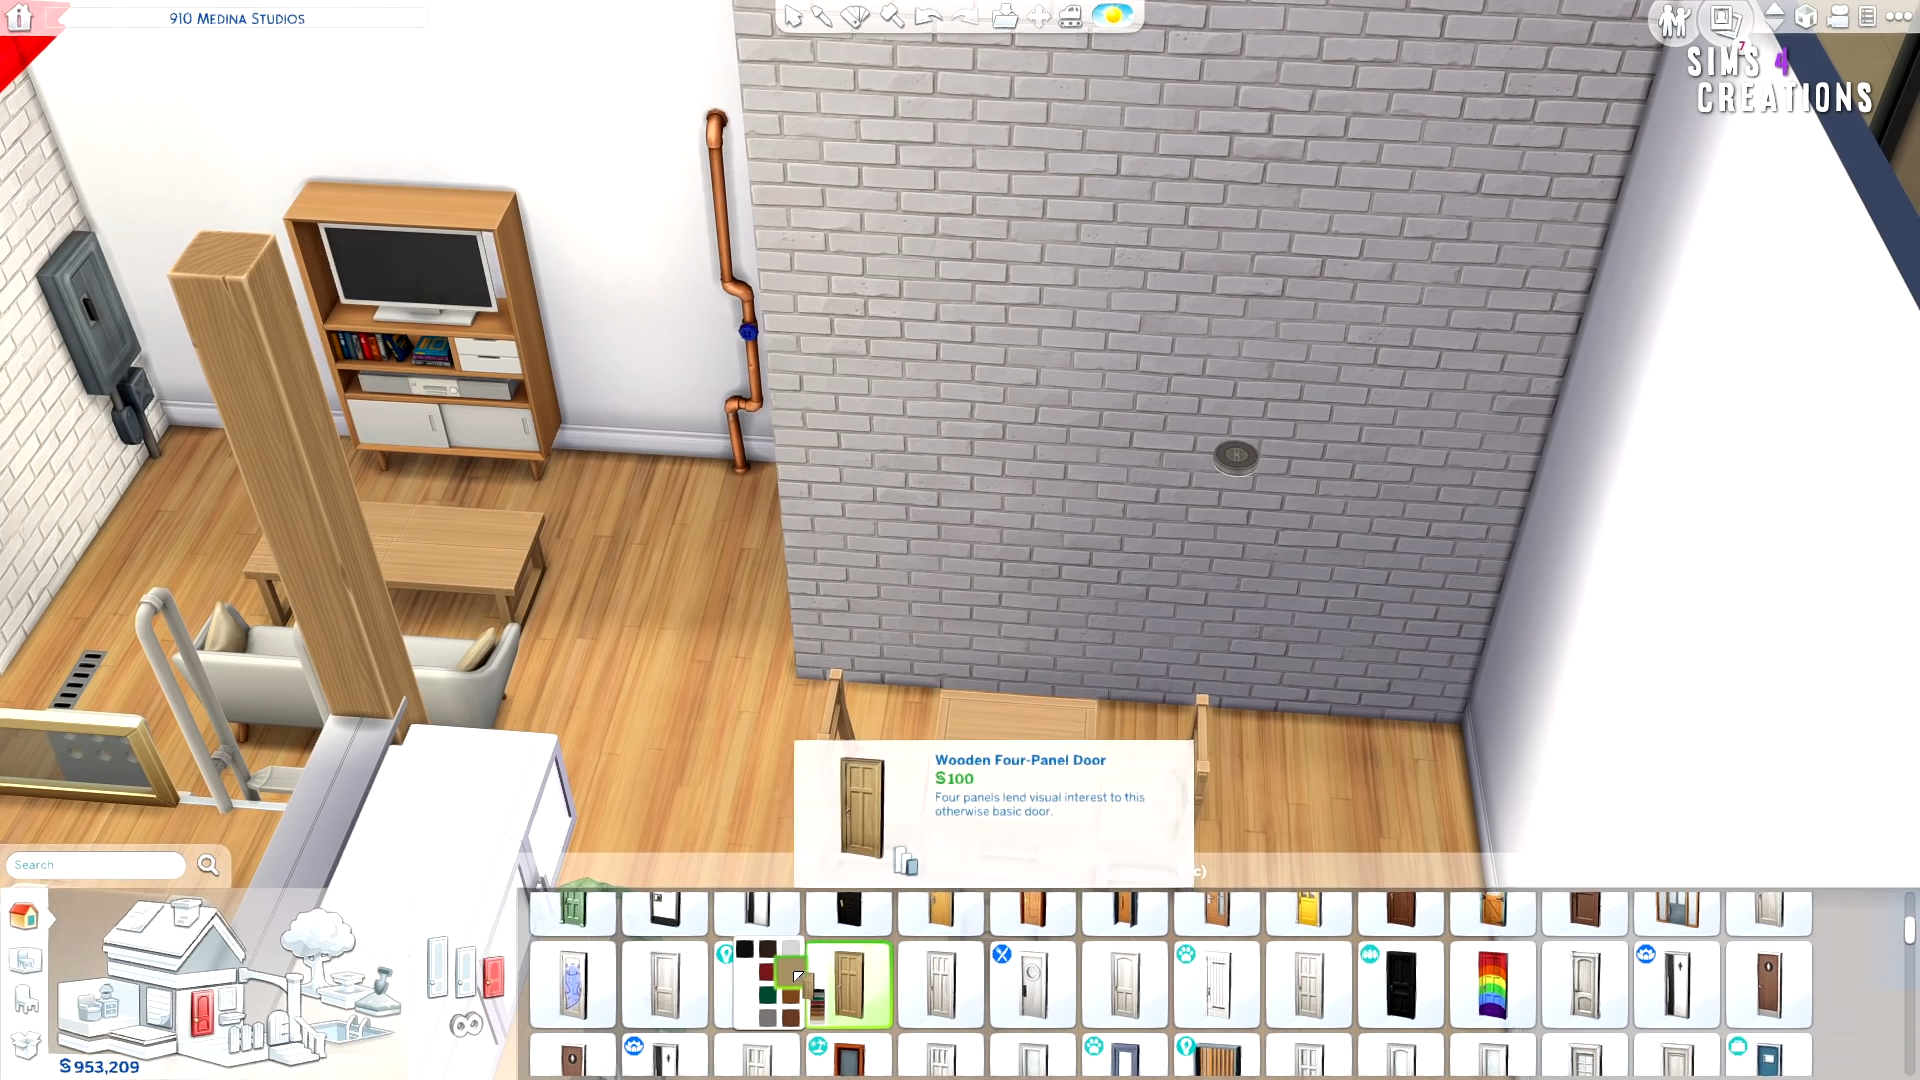 910 MEDINA STUDIOS
7
SIMS 4
CREATIONS
Wooden Four-Panel Door
§100
Four panels lend visual interest to this
otherwise basic door.
c)
Search
§953,209